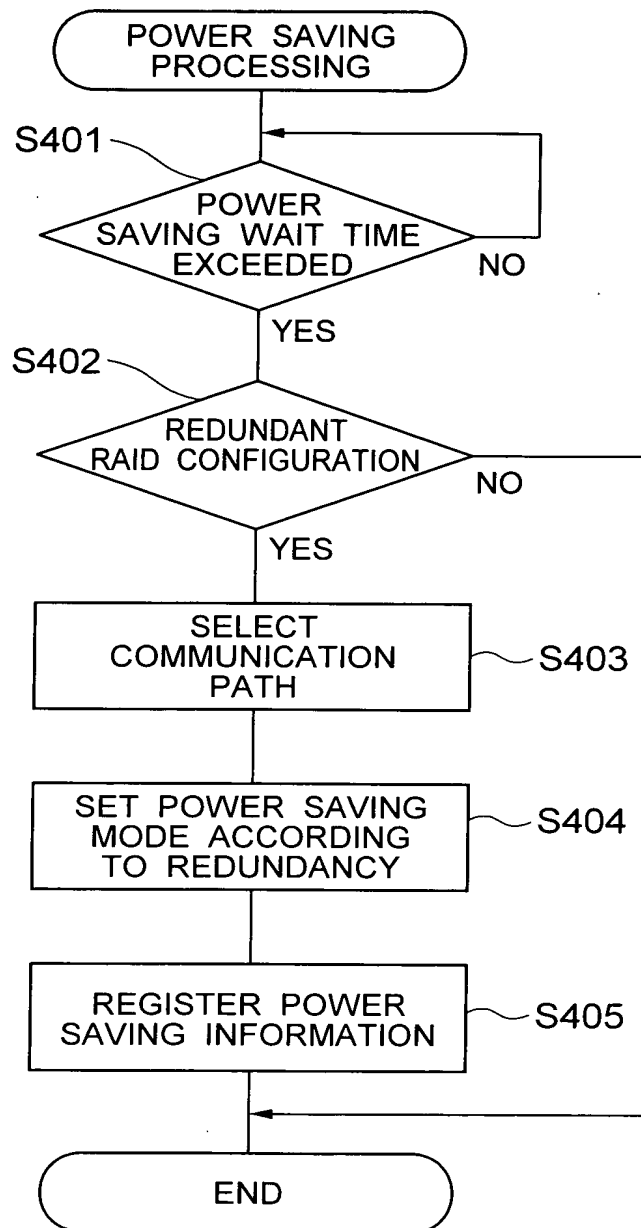 POWER SAVING
PROCESSING
S401
POWER
SAVING WAIT TIME
EXCEEDED
NO
YES
S402
REDUNDANT
RAID CONFIGURATION
NO
YES
SELECT
COMMUNICATION
PATH
S403
SET POWER SAVING
MODE ACCORDING
TO REDUNDANCY
S404
REGISTER POWER
SAVING INFORMATION
S405
END